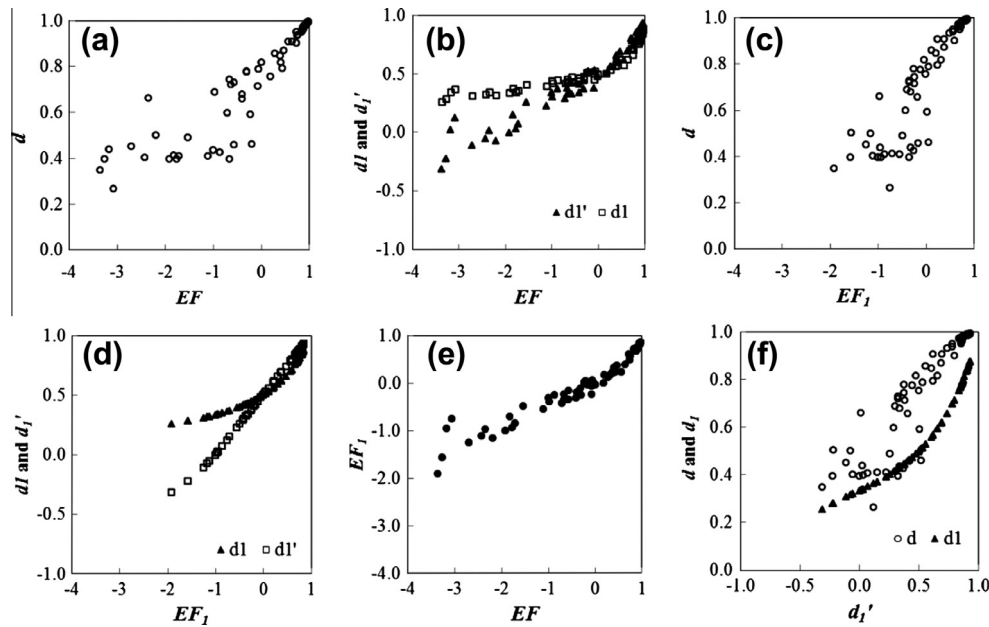 (a)
1.0
0.8
0.6
0.4
0.2
0.0
d
-4 -3 -2 -1 0 1
EF
(b)
1.0
0.5
0.0
-0.5
-1.0
d1 and d1'
d1' d1
-4 -3 -2 -1 0 1
EF
(c)
1.0
0.8
0.6
0.4
0.2
0.0
d
-4 -3 -2 -1 0 1
EF1
(d)
1.0
0.5
0.0
-0.5
-1.0
d1 and d1'
d1 d1'
-4 -3 -2 -1 0 1
EF1
(e)
1.0
0.0
-1.0
-2.0
-3.0
-4.0
EF1
-4 -3 -2 -1 0 1
EF
(f)
1.0
0.8
0.6
0.4
0.2
0.0
d and d1
d d1
-1.0 -0.5 0.0 0.5 1.0
d1'